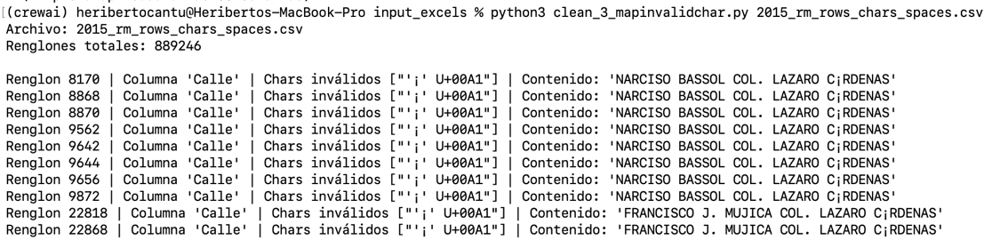 (crewai) heribertocantu@Heribertos-MacBook-Pro input_excels % python3 clean_3_mapinvalidchar.py 2015_rm_rows_chars_spaces.csv
Archivo: 2015_rm_rows_chars_spaces.csv
Renglones totales: 889246
Renglon 8170 | Columna 'Calle' | Chars inválidos ["'¡' U+00A1"] | Contenido: 'NARCISO BASSOL COL. LAZARO C¡RDENAS'
Renglon 8868 | Columna 'Calle' | Chars inválidos ["'¡' U+00A1"] | Contenido: 'NARCISO BASSOL COL. LAZARO C¡RDENAS'
Renglon 8870 | Columna 'Calle' | Chars inválidos ["'¡' U+00A1"] | Contenido: 'NARCISO BASSOL COL. LAZARO C¡RDENAS'
Renglon 9562 | Columna 'Calle' | Chars inválidos ["'¡' U+00A1"] | Contenido: 'NARCISO BASSOL COL. LAZARO C¡RDENAS'
Renglon 9642 | Columna 'Calle' | Chars inválidos ["'¡' U+00A1"] | Contenido: 'NARCISO BASSOL COL. LAZARO C¡RDENAS'
Renglon 9644 | Columna 'Calle' | Chars inválidos ["'¡' U+00A1"] | Contenido: 'NARCISO BASSOL COL. LAZARO C¡RDENAS'
Renglon 9656 | Columna 'Calle' | Chars inválidos ["'¡' U+00A1"] | Contenido: 'NARCISO BASSOL COL. LAZARO C¡RDENAS'
Renglon 9872 | Columna 'Calle' | Chars inválidos ["'¡' U+00A1"] | Contenido: 'NARCISO BASSOL COL. LAZARO C¡RDENAS'
Renglon 22818 | Columna 'Calle' | Chars inválidos ["'¡' U+00A1"] | Contenido: 'FRANCISCO J. MUJICA COL. LAZARO C¡RDENAS'
Renglon 22868 | Columna 'Calle' | Chars inválidos ["'¡' U+00A1"] | Contenido: 'FRANCISCO J. MUJICA COL. LAZARO C¡RDENAS'